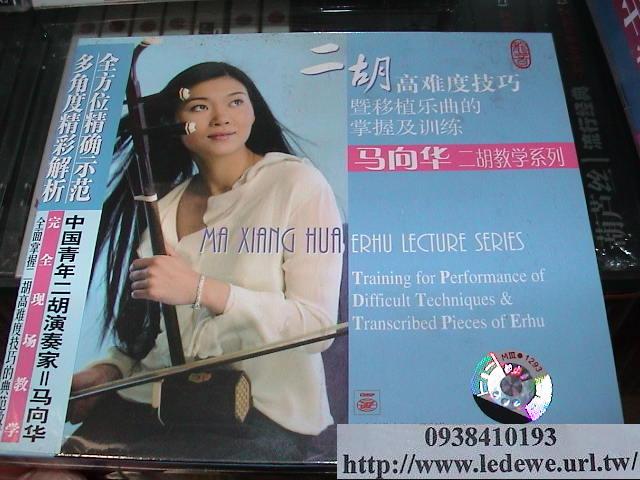 二胡高难度技巧
暨移植乐曲的
掌握及训练
马向华 二胡教学系列
全方位精确示范
多角度精彩解析
中国青年二胡演奏家=马向华
完全现场教学
MA XIANG HUA ERHU LECTURE SERIES
Training for Performance of
Difficult Techniques &
Transcribed Pieces of Erhu
0938410193
http://www.ledewe.url.tw/